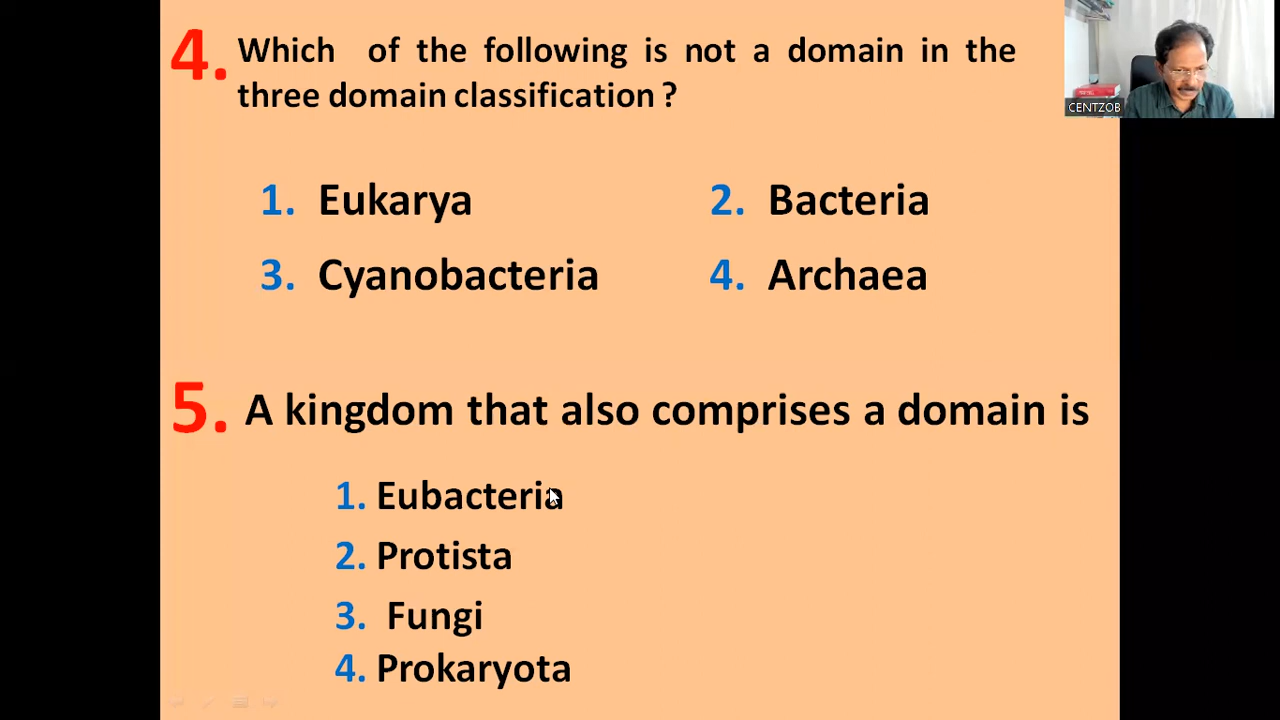 4. Which of the following is not a domain in the
three domain classification ?
CENTZOB
1. Eukarya 2. Bacteria
3. Cyanobacteria 4. Archaea
5. A kingdom that also comprises a domain is
1. Eubacteria
2. Protista
3. Fungi
4. Prokaryota